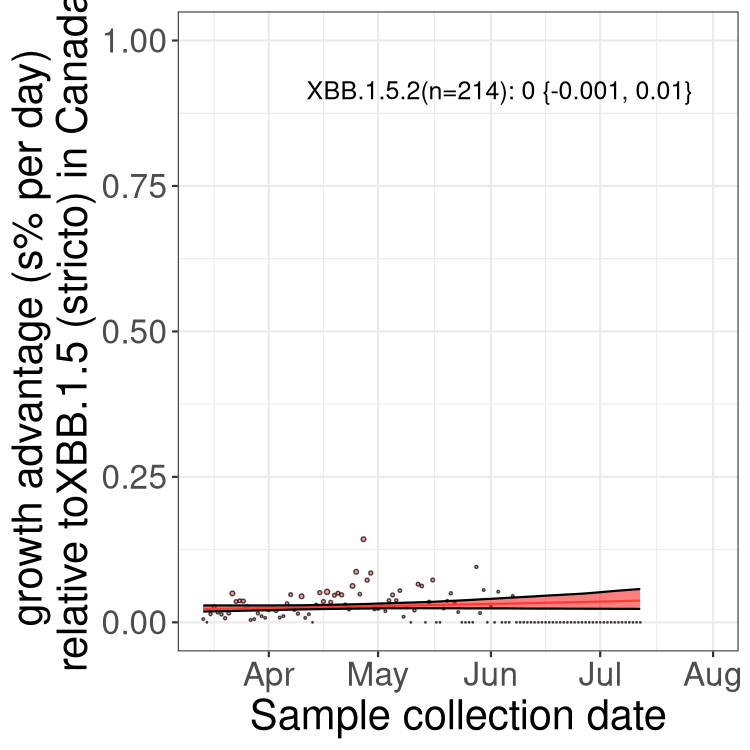 growth advantage (s% per day)
relative toXBB.1.5 (stricto) in Canada
1.00
0.75
0.50
0.25
0.00
XBB.1.5.2(n=214): 0 {-0.001, 0.01}
Apr May Jun Jul Aug
Sample collection date